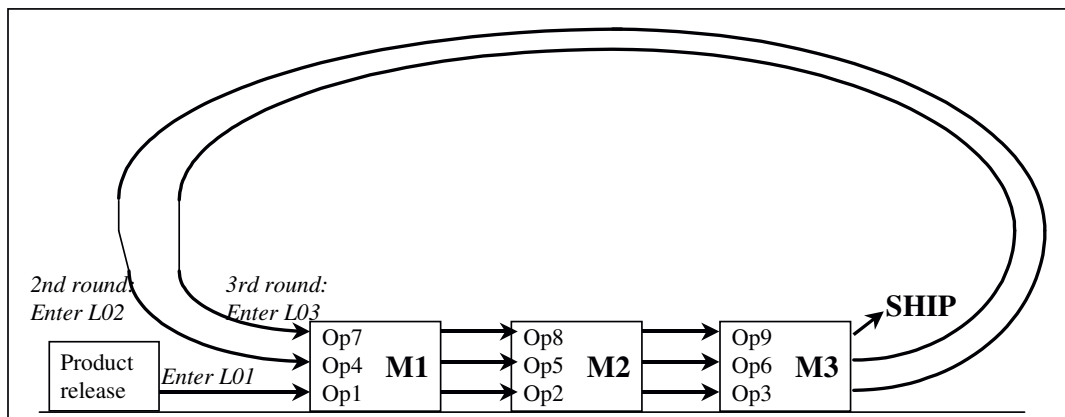 2nd round:
Enter L02
3rd round:
Enter L03
SHIP
Product
release
Enter L01
Op7
Op4
Op1
M1
Op8
Op5
Op2
M2
Op9
Op6
Op3
M3